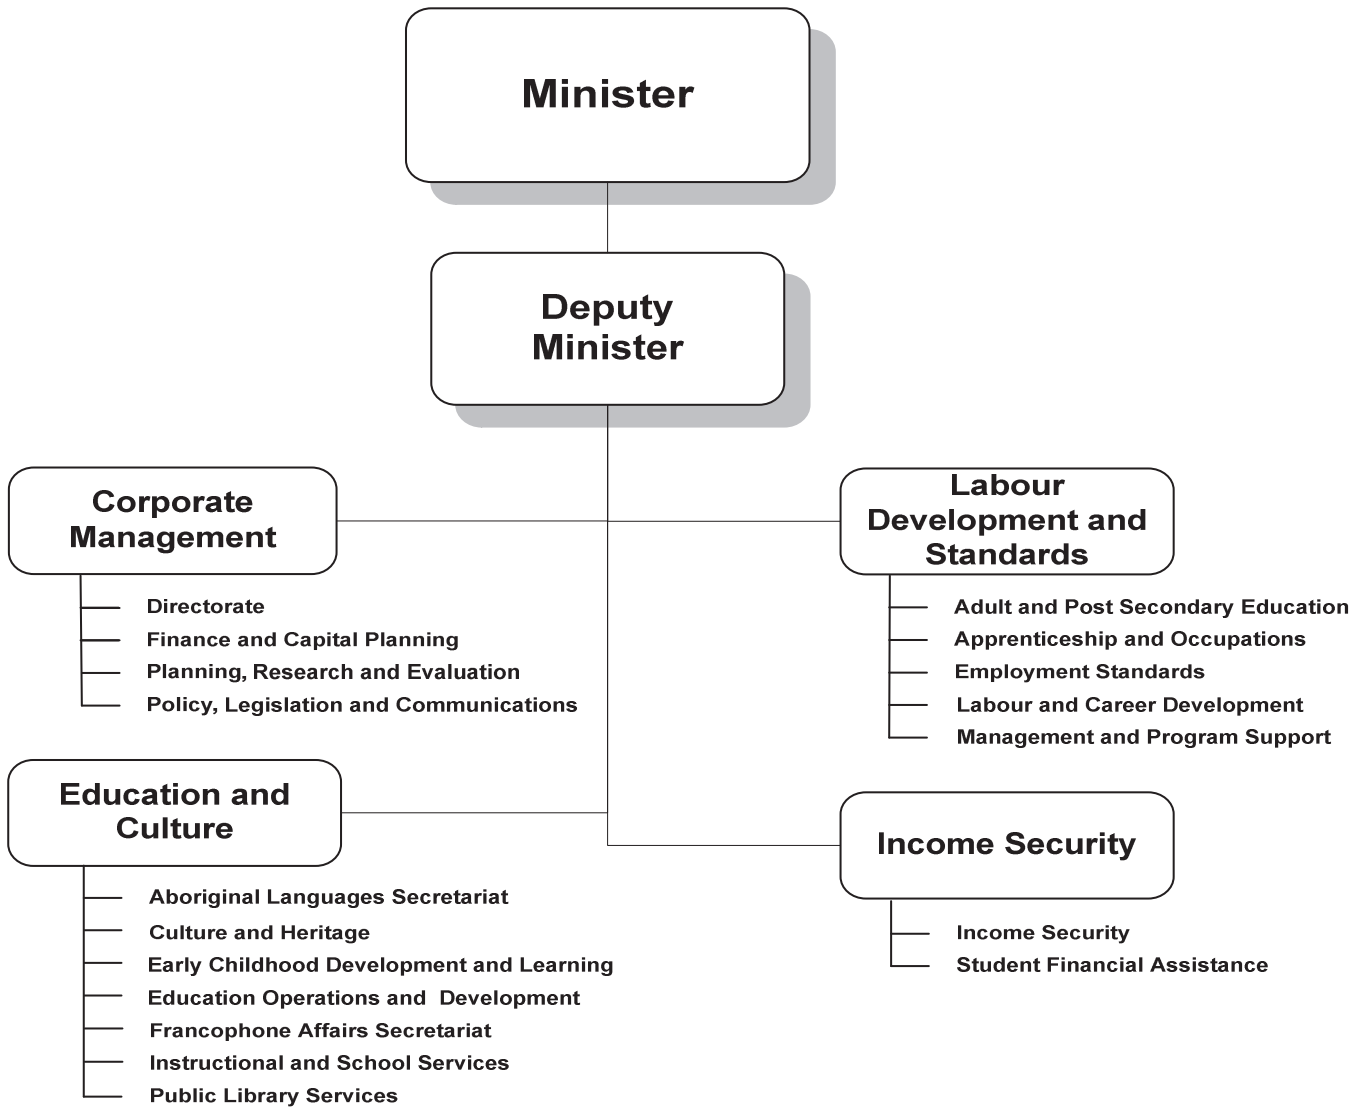 Minister
Deputy
Minister
Corporate
Management
Directorate
Finance and Capital Planning
Planning, Research and Evaluation
Policy, Legislation and Communications
Labour
Development and
Standards
Adult and Post Secondary Education
Apprenticeship and Occupations
Employment Standards
Labour and Career Development
Management and Program Support
Education and
Culture
Aboriginal Languages Secretariat
Culture and Heritage
Early Childhood Development and Learning
Education Operations and  Development
Francophone Affairs Secretariat
Instructional and School Services
Public Library Services
Income Security
Income Security
Student Financial Assistance